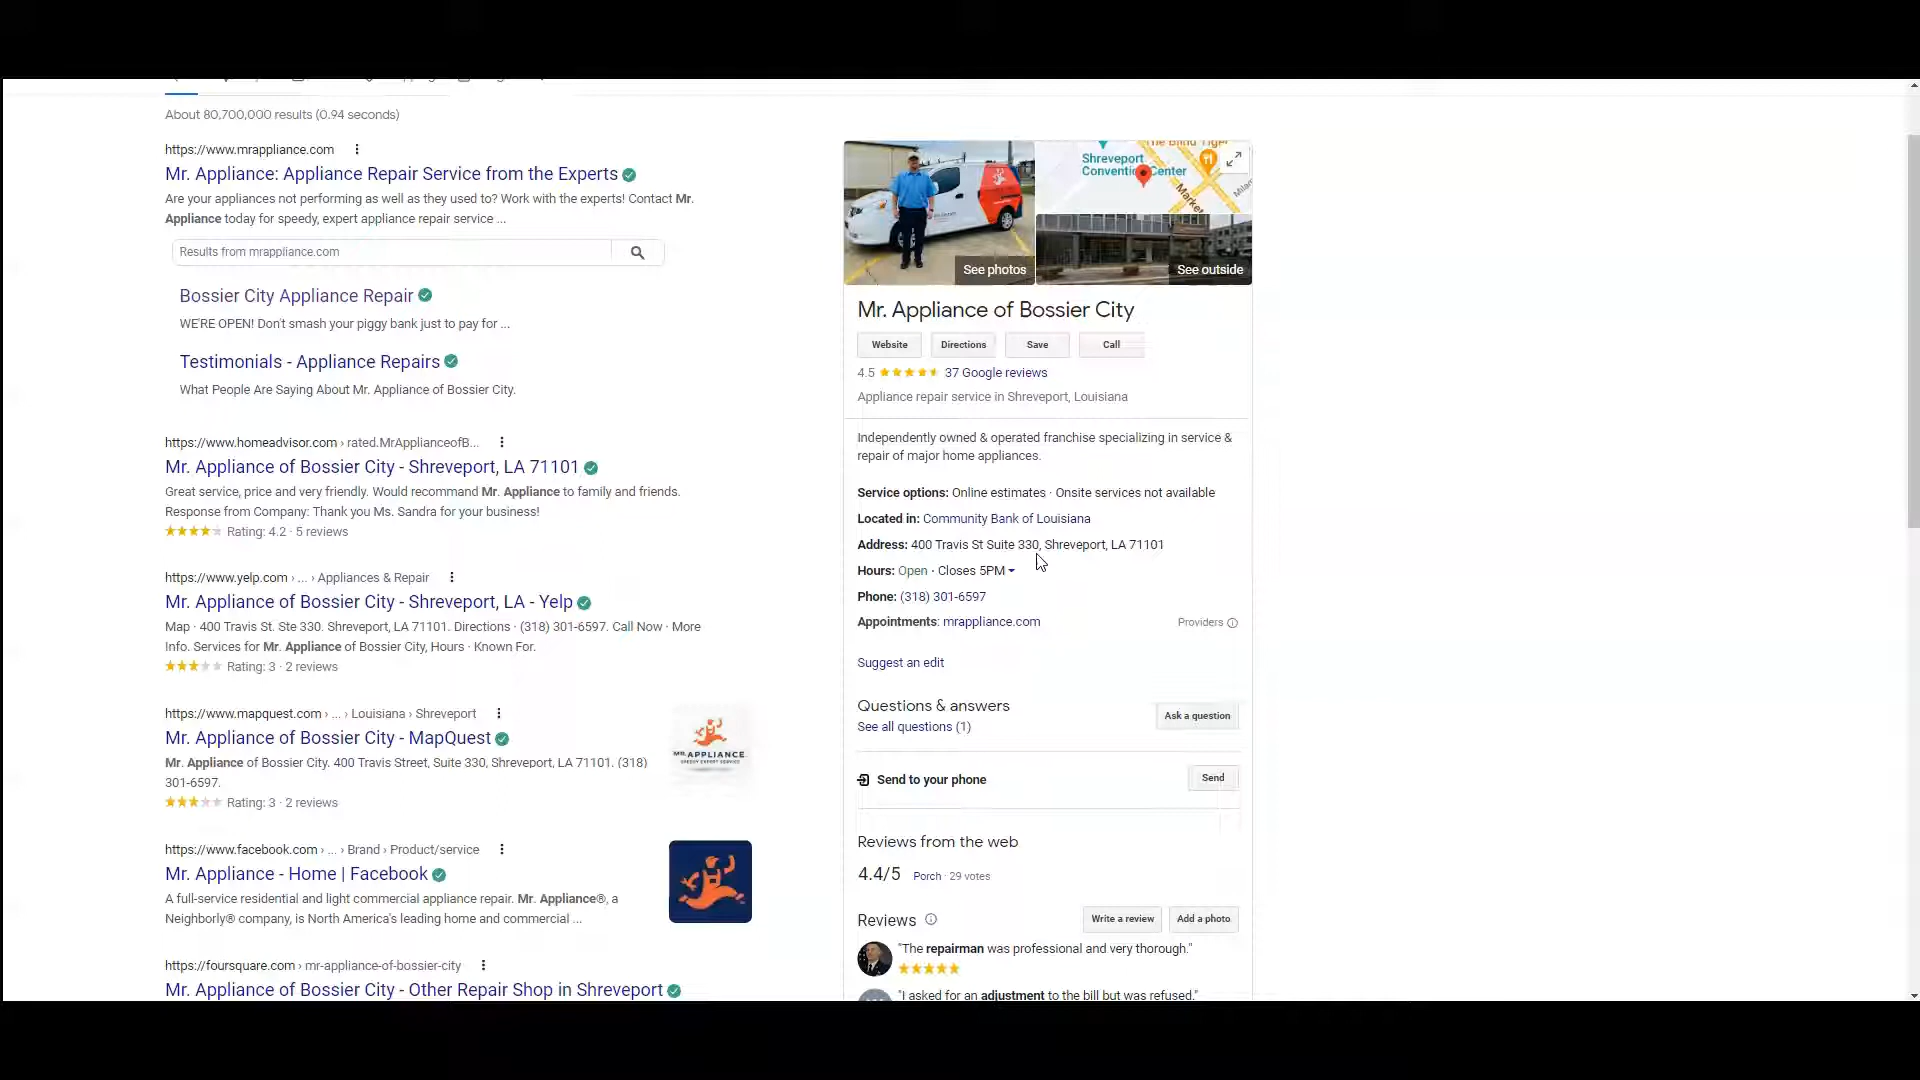 About 80,700,000 results (0.94 seconds)
https://www.mrappliance.com
Mr. Appliance: Appliance Repair Service from the Experts
Are your appliances not performing as well as they used to? Work with the experts! Contact Mr.
Appliance today for speedy, expert appliance repair service ...
Results from mrappliance.com
Bossier City Appliance Repair
WE'RE OPEN! Don't smash your piggy bank just to pay for ...
Testimonials - Appliance Repairs
What People Are Saying About Mr. Appliance of Bossier City.
https://www.homeadvisor.com › rated.MrApplianceofB...
Mr. Appliance of Bossier City - Shreveport, LA 71101
Great service, price and very friendly. Would recommend Mr. Appliance to family and friends.
Response from Company: Thank you Ms. Sandra for your business!
Rating: 4.2 · 5 reviews
https://www.yelp.com › ... › Appliances & Repair
Mr. Appliance of Bossier City - Shreveport, LA - Yelp
Map · 400 Travis St. Ste 330. Shreveport, LA 71101. Directions · (318) 301-6597. Call Now · More
Info. Services for Mr. Appliance of Bossier City, Hours · Known For.
Rating: 3 · 2 reviews
https://www.mapquest.com › ... › Louisiana › Shreveport
Mr. Appliance of Bossier City - MapQuest
Mr. Appliance of Bossier City. 400 Travis Street, Suite 330, Shreveport, LA 71101. (318)
301-6597.
Rating: 3 · 2 reviews
MR. APPLIANCE
SPEEDY EXPERT SERVICE
https://www.facebook.com › ... › Brand › Product/service
Mr. Appliance - Home | Facebook
A full-service residential and light commercial appliance repair. Mr. Appliance®, a
Neighborly® company, is North America's leading home and commercial ...
https://foursquare.com › mr-appliance-of-bossier-city
Mr. Appliance of Bossier City - Other Repair Shop in Shreveport
The Blind Tiger
Shreveport
Convention Center
Market
See photos
See outside
Mr. Appliance of Bossier City
Website Directions Save Call
4.5 37 Google reviews
Appliance repair service in Shreveport, Louisiana
Independently owned & operated franchise specializing in service &
repair of major home appliances.
Service options: Online estimates · Onsite services not available
Located in: Community Bank of Louisiana
Address: 400 Travis St Suite 330, Shreveport, LA 71101
Hours: Open · Closes 5PM
Phone: (318) 301-6597
Appointments: mrappliance.com
Providers
Suggest an edit
Questions & answers
See all questions (1)
Ask a question
Send to your phone
Send
Reviews from the web
4.4/5 Porch · 29 votes
Reviews
Write a review Add a photo
"The repairman was professional and very thorough."
"I asked for an adjustment to the bill but was refused."